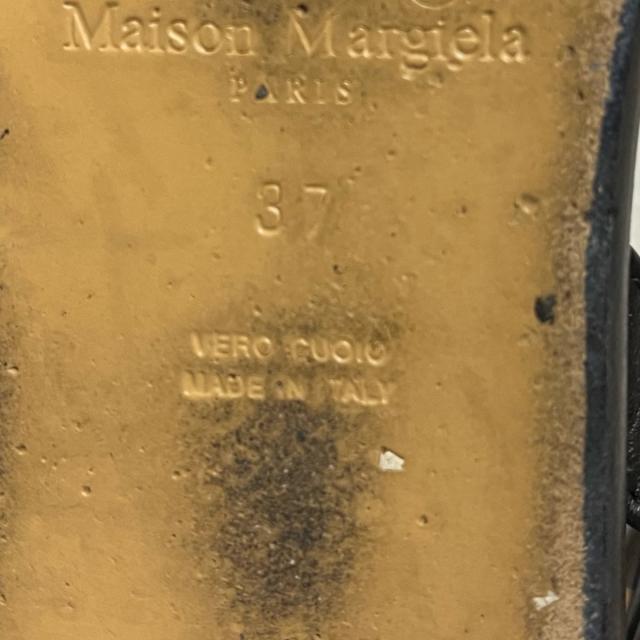 Maison Margiela
PARIS
37
VERO CUOIO
MADE IN ITALY